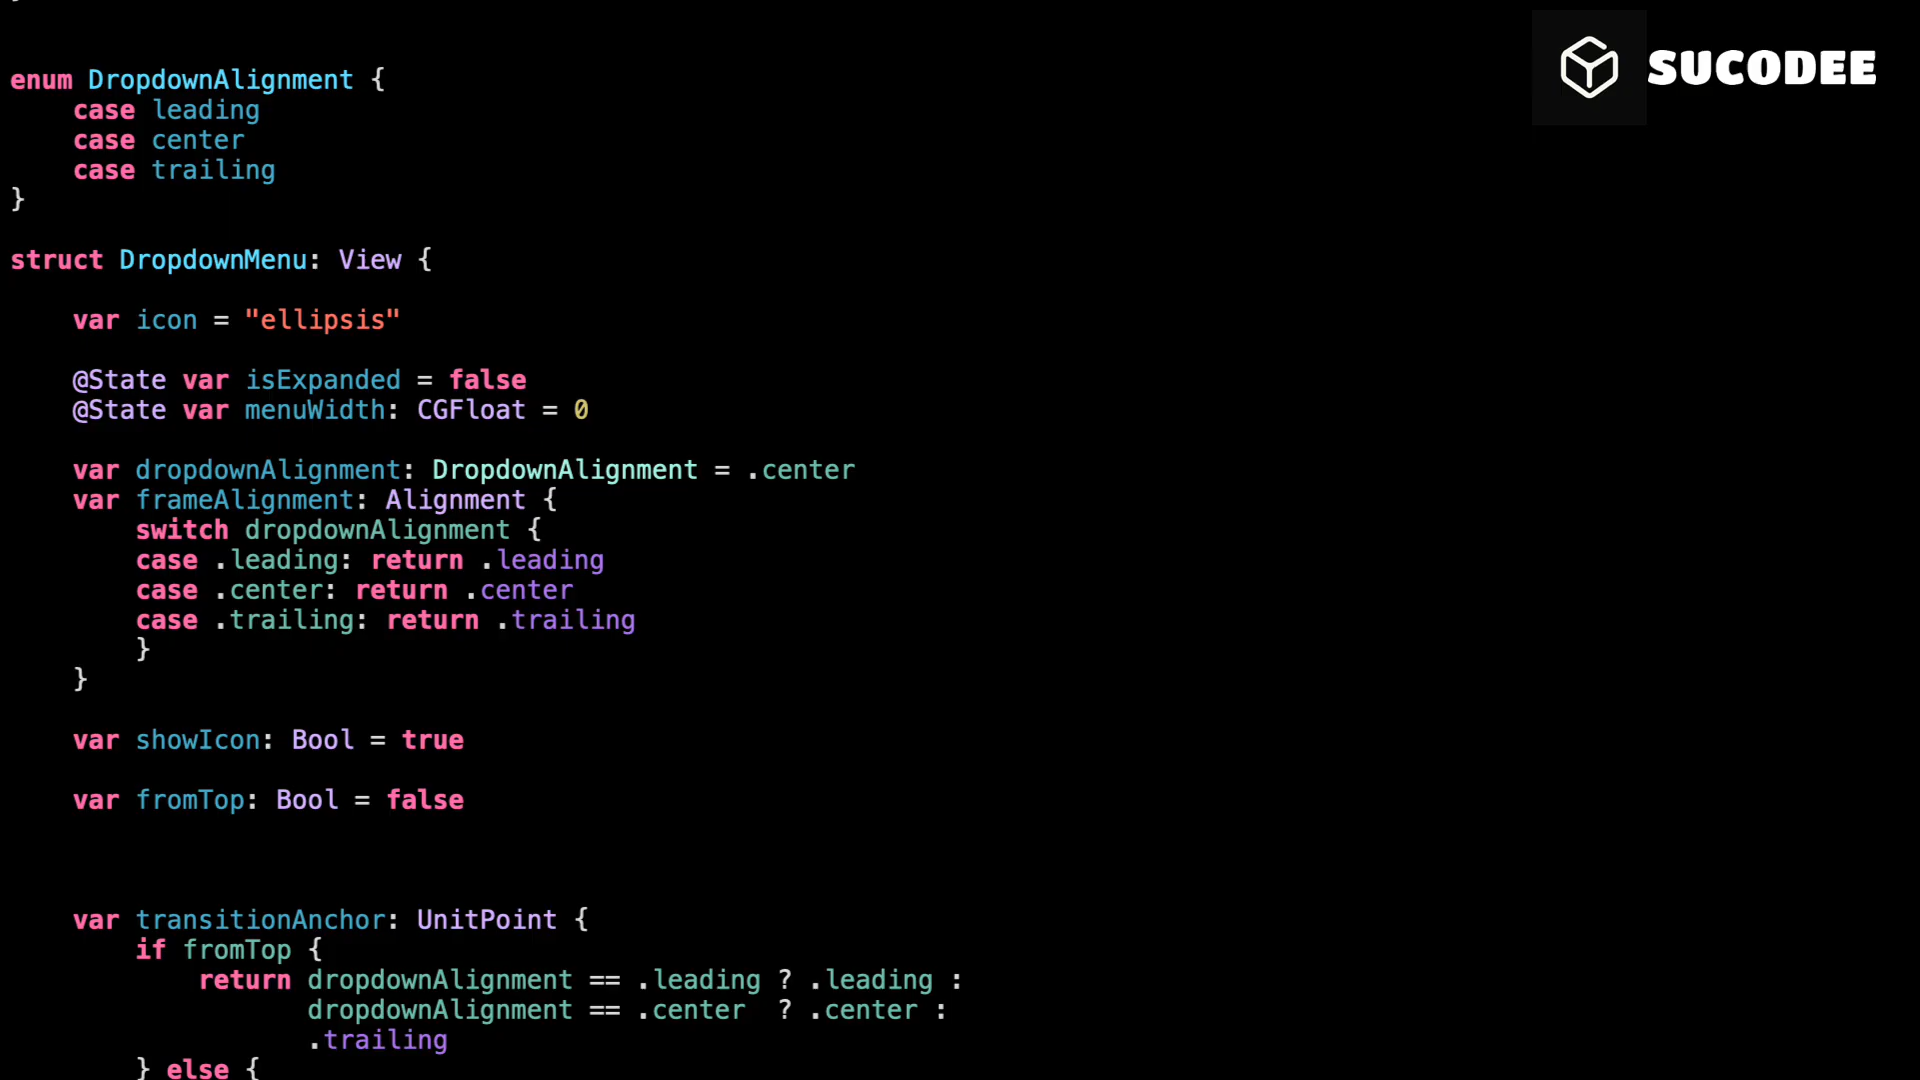 }
SUCODEE
enum DropdownAlignment {
    case leading
    case center
    case trailing
}
struct DropdownMenu: View {
    var icon = "ellipsis"
    @State var isExpanded = false
    @State var menuWidth: CGFloat = 0
    var dropdownAlignment: DropdownAlignment = .center
    var frameAlignment: Alignment {
        switch dropdownAlignment {
        case .leading: return .leading
        case .center: return .center
        case .trailing: return .trailing
        }
    }
    var showIcon: Bool = true
    var fromTop: Bool = false
    var transitionAnchor: UnitPoint {
        if fromTop {
            return dropdownAlignment == .leading ? .leading :
                   dropdownAlignment == .center  ? .center :
                   .trailing
        } else {